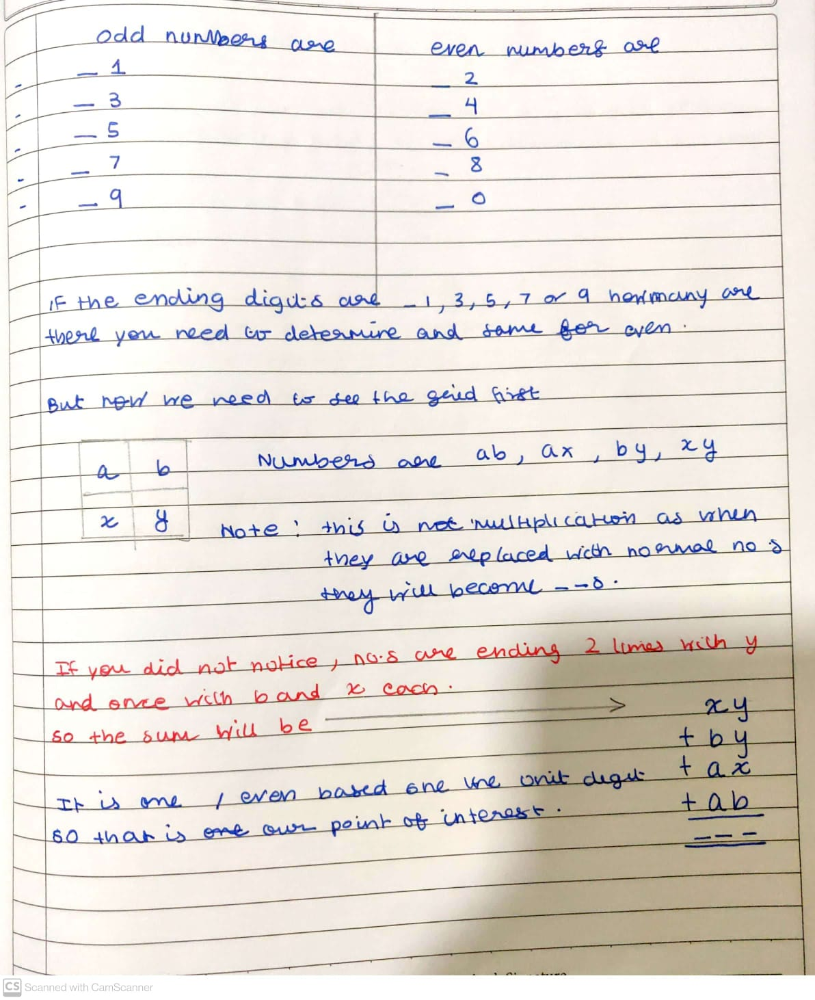 odd numbers are
_ 1
_ 3
_ 5
_ 7
_ 9
even numbers are
_ 2
_ 4
_ 6
_ 8
_ 0
IF the ending digits are _ 1, 3, 5, 7 or 9 how many are
there you need to determine and same for even.
But now we need to see the grid first
a b
x y
Numbers are ab, ax, by, xy
Note: this is not multiplication as when
they are replaced with normal no s
they will become _ _ s.
If you did not notice, no.s are ending 2 times with y
and once with b and x each.
so the sum will be
xy
+ by
+ ax
+ ab
_ _ _
It is one / even based one the unit digit
so that is one our point of interest.
CS Scanned with CamScanner